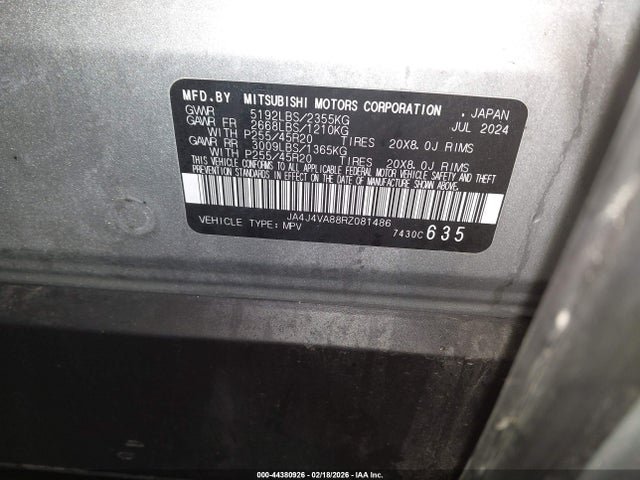 MFD.BY MITSUBISHI MOTORS CORPORATION . JAPAN
GVWR 5192LBS/2355KG JUL 2024
GAWR FR 2668LBS/1210KG
WITH P255/45R20 TIRES 20X8.0J RIMS
GAWR RR 3009LBS/1365KG
WITH P255/45R20 TIRES 20X8.0J RIMS
THIS VEHICLE CONFORMS TO ALL APPLICABLE FEDERAL MOTOR VEHICLE SAFETY AND THEFT
PREVENTION STANDARDS IN EFFECT ON THE DATE OF MANUFACTURE SHOWN ABOVE.
JA4J4VA88RZ081486
VEHICLE TYPE: MPV 7430C 635
000-44380926 - 02/18/2026 - IAA Inc.